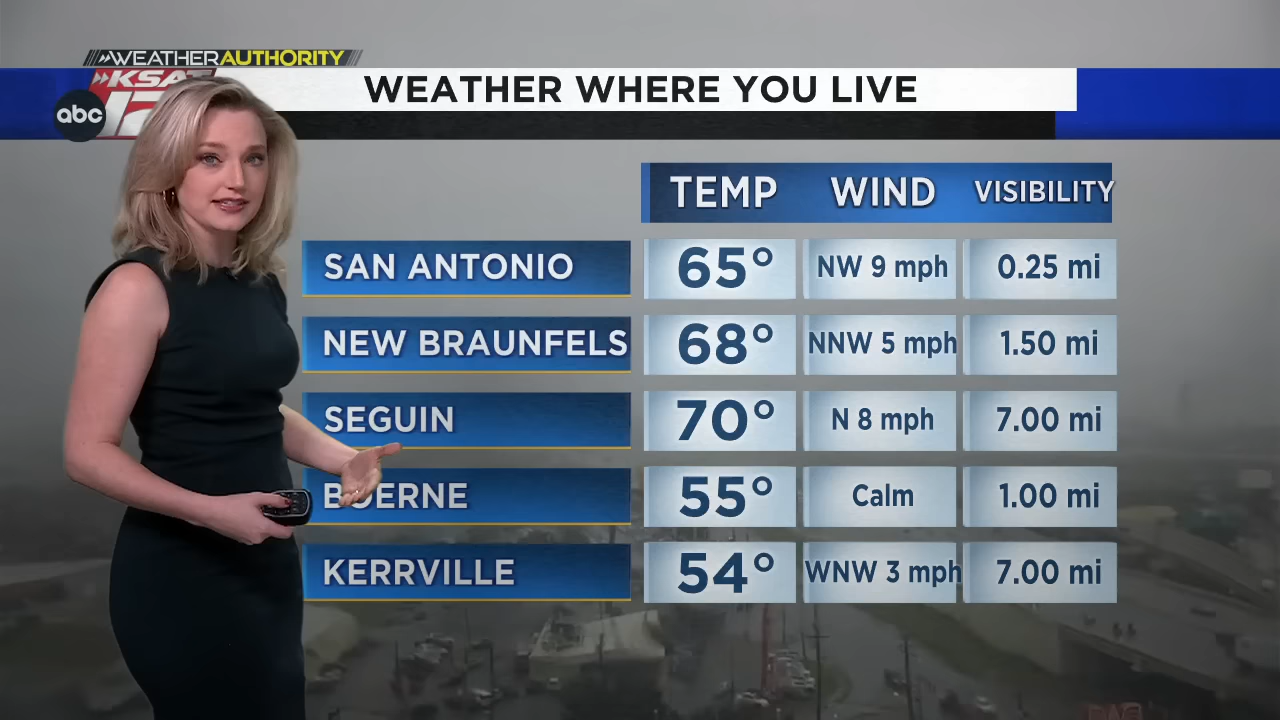 WEATHERAUTHORITY
KSAT
12
abc
WEATHER WHERE YOU LIVE
TEMP WIND VISIBILITY
SAN ANTONIO 65° NW 9 mph 0.25 mi
NEW BRAUNFELS 68° NNW 5 mph 1.50 mi
SEGUIN 70° N 8 mph 7.00 mi
BOERNE 55° Calm 1.00 mi
KERRVILLE 54° WNW 3 mph 7.00 mi